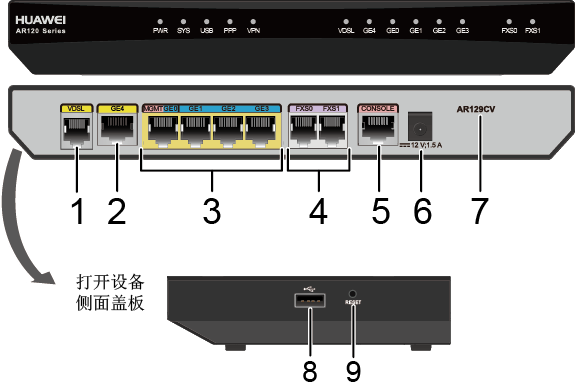 HUAWEI
AR120 Series
PWR SYS USB PPP VPN VDSL GE4 GE0 GE1 GE2 GE3 FXS0 FXS1
VDSL GE4 MGMT GE0 GE1 GE2 GE3 FXS0 FXS1 CONSOLE AR129CV
12 V;1.5 A
1 2 3 4 5 6 7
打开设备
侧面盖板
RESET
8 9